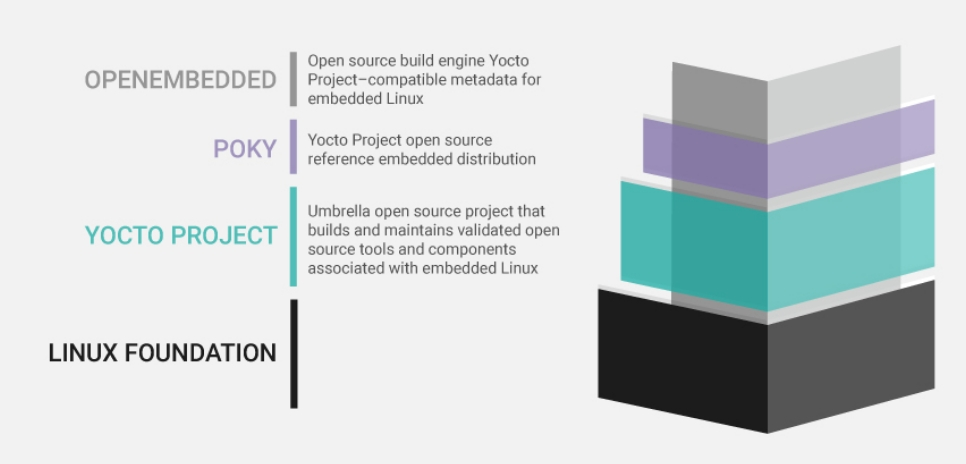 OPENEMBEDDED
Open source build engine Yocto
Project–compatible metadata for
embedded Linux
POKY
Yocto Project open source
reference embedded distribution
YOCTO PROJECT
Umbrella open source project that
builds and maintains validated open
source tools and components
associated with embedded Linux
LINUX FOUNDATION